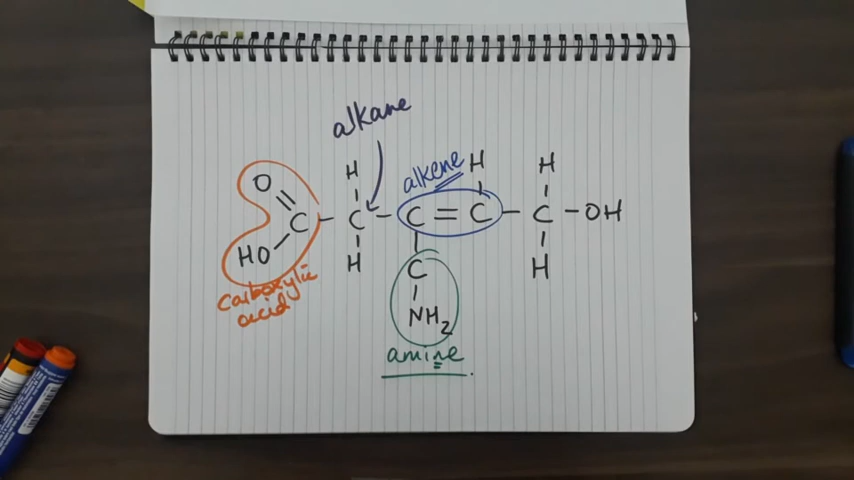 alkane
alkene H H
O H
C - C - C = C - C - OH
HO H C H
NH2
carboxylic
acid
amine